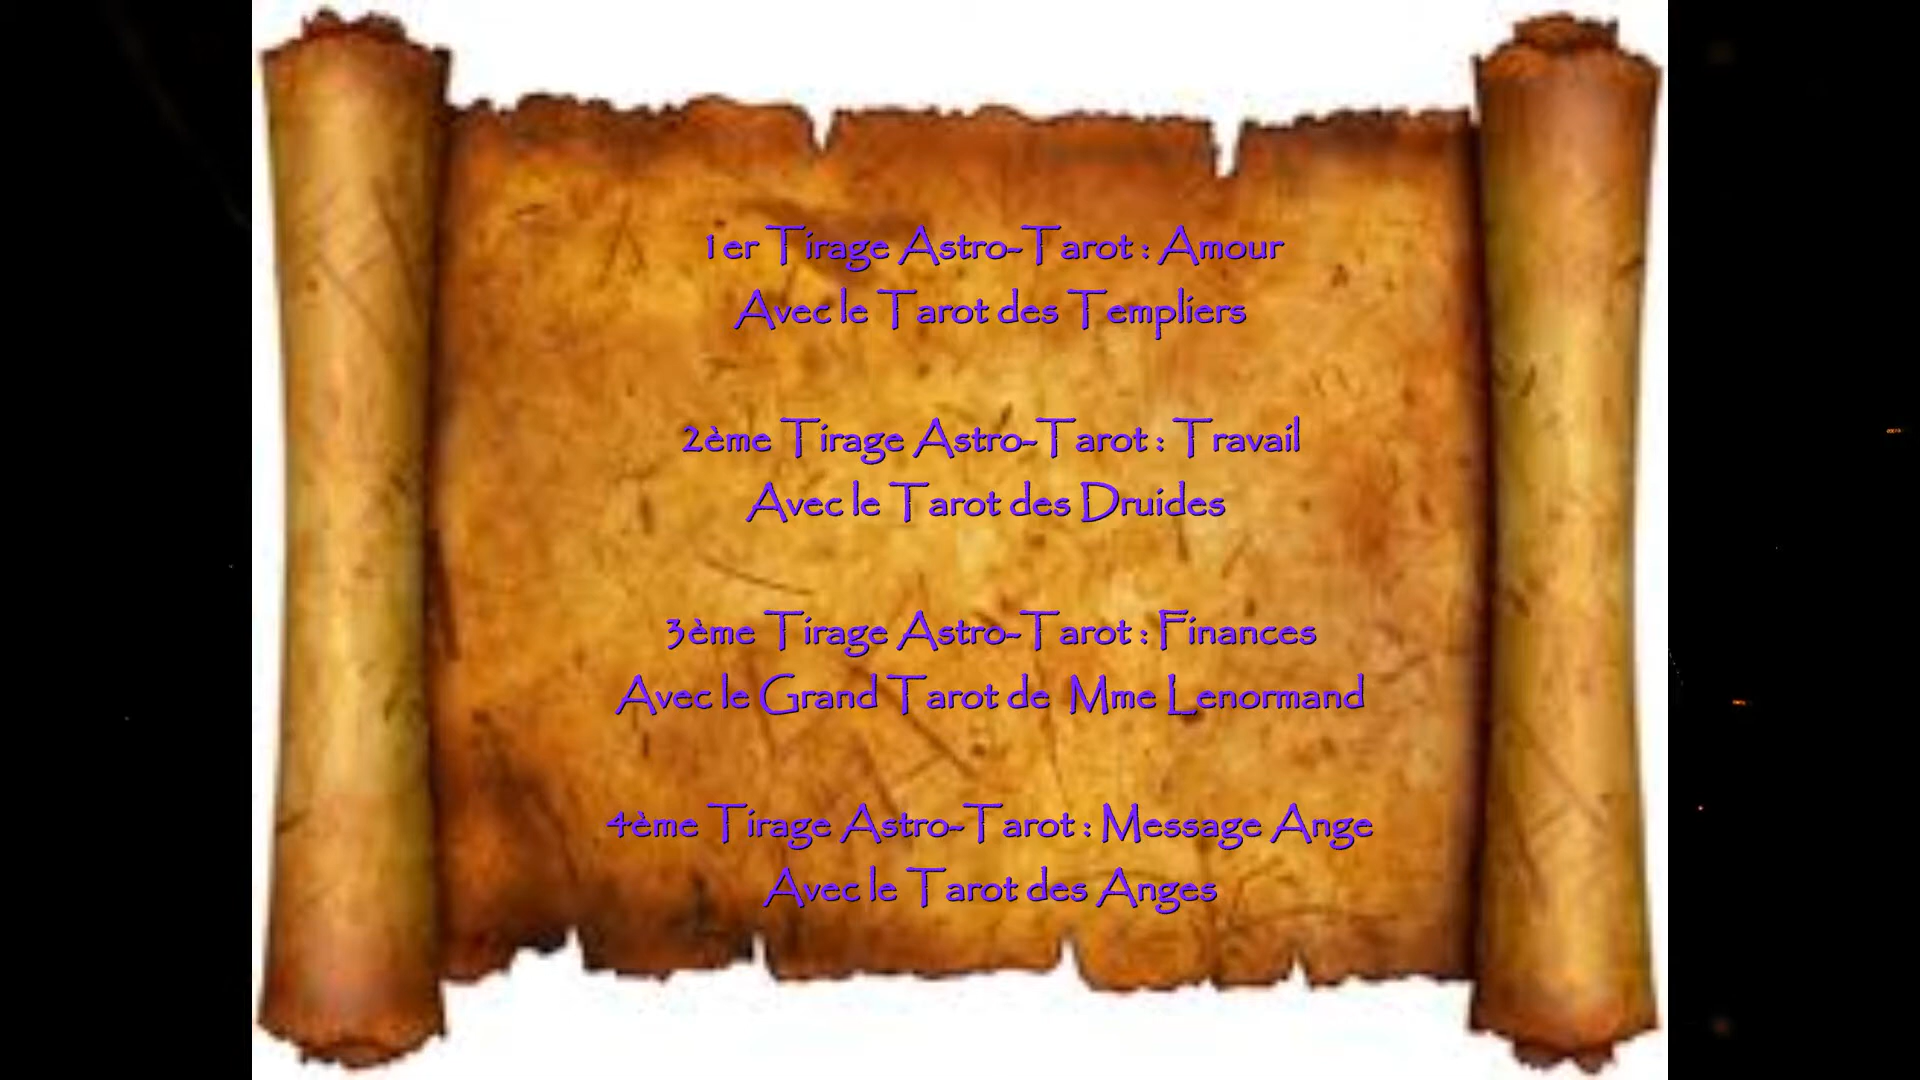 1er Tirage Astro-Tarot : Amour
Avec le Tarot des Templiers
2ème Tirage Astro-Tarot : Travail
Avec le Tarot des Druides
3ème Tirage Astro-Tarot : Finances
Avec le Grand Tarot de Mme Lenormand
4ème Tirage Astro-Tarot : Message Ange
Avec le Tarot des Anges